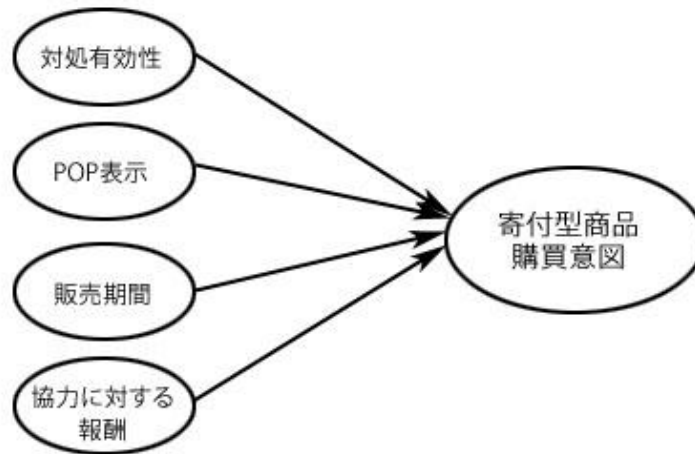 対処有効性
POP表示
販売期間
協力に対する
報酬
寄付型商品
購買意図